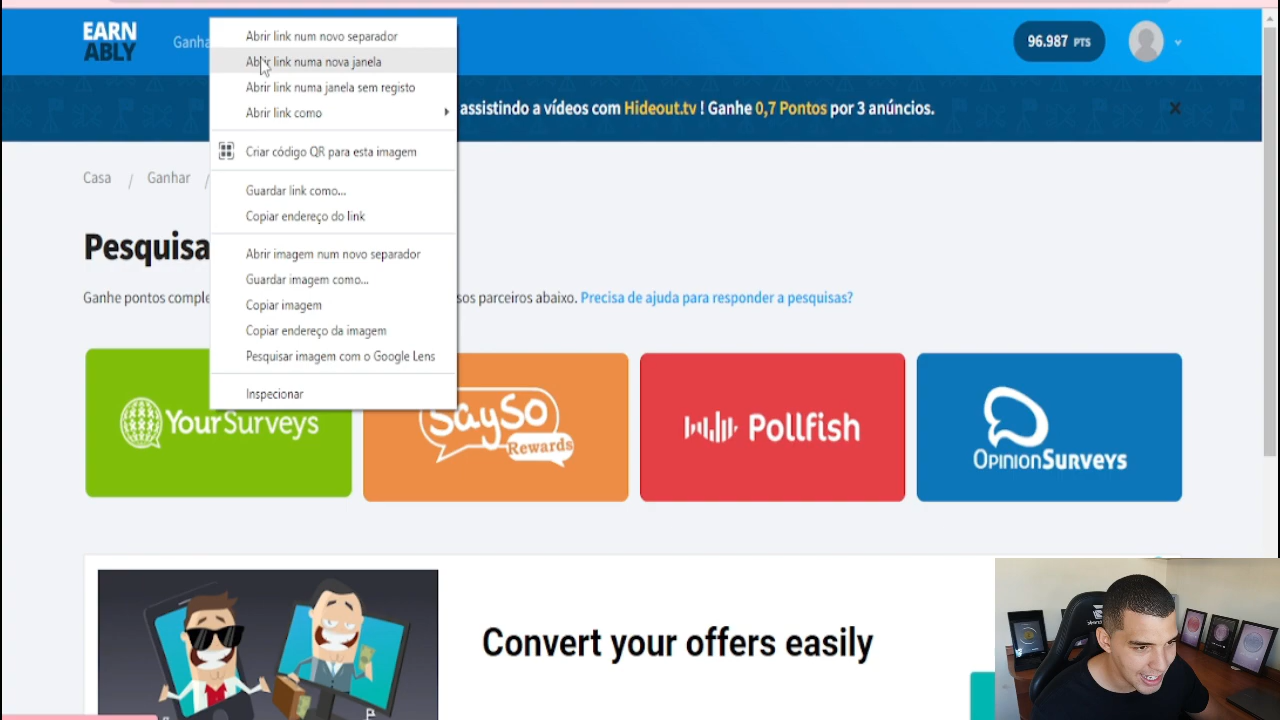 EARN
ABLY
Ganha
96.987 PTS
Abrir link num novo separador
Abrir link numa nova janela
Abrir link numa janela sem registo
Abrir link como
Criar código QR para esta imagem
Guardar link como...
Copiar endereço do link
Abrir imagem num novo separador
Guardar imagem como...
Copiar imagem
Copiar endereço da imagem
Pesquisar imagem com o Google Lens
Inspecionar
assistindo a vídeos com Hideout.tv ! Ganhe 0,7 Pontos por 3 anúncios.
Casa / Ganhar /
Pesquisa
Ganhe pontos comple
sos parceiros abaixo. Precisa de ajuda para responder a pesquisas?
YourSurveys
SaySo
Rewards
Pollfish
OpinionSurveys
Convert your offers easily